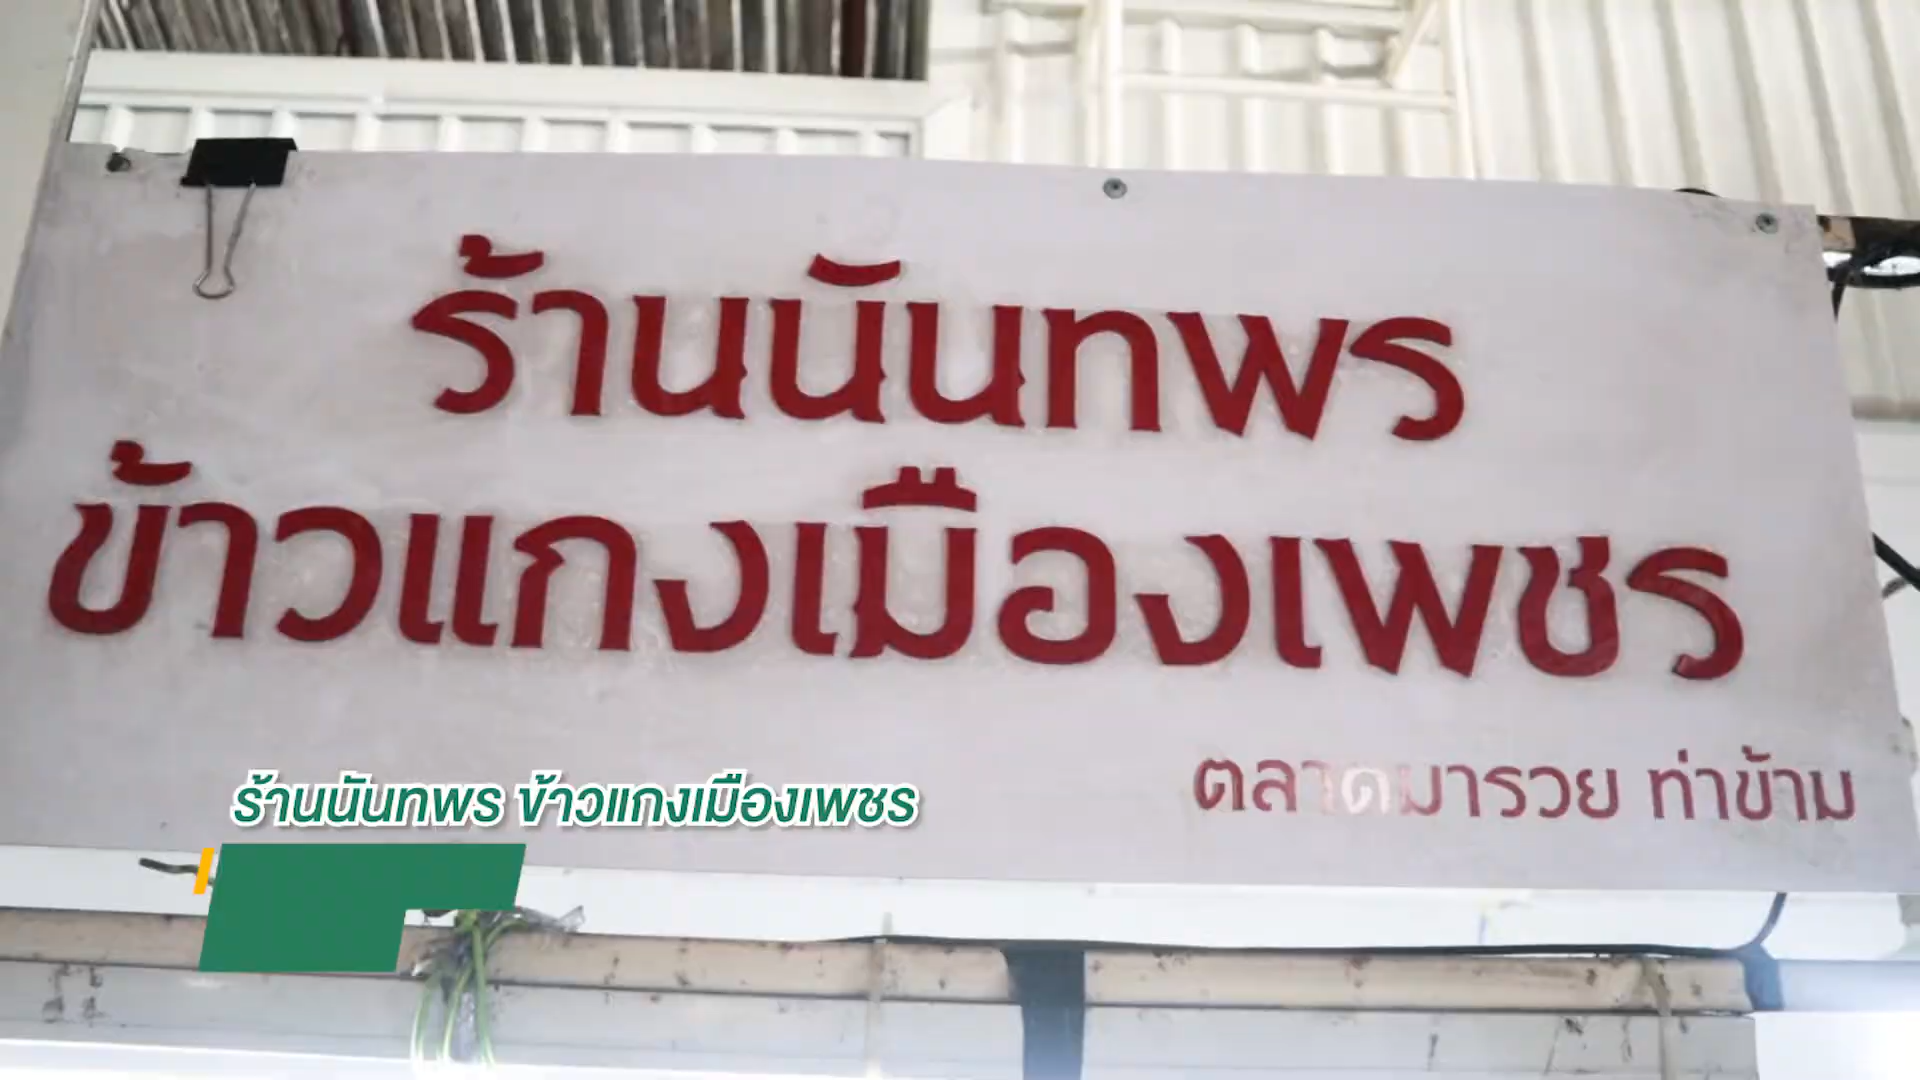 ร้านนันทพร
ข้าวแกงเมืองเพชร
ตลาดมารวย ท่าข้าม
ร้านนันทพร ข้าวแกงเมืองเพชร